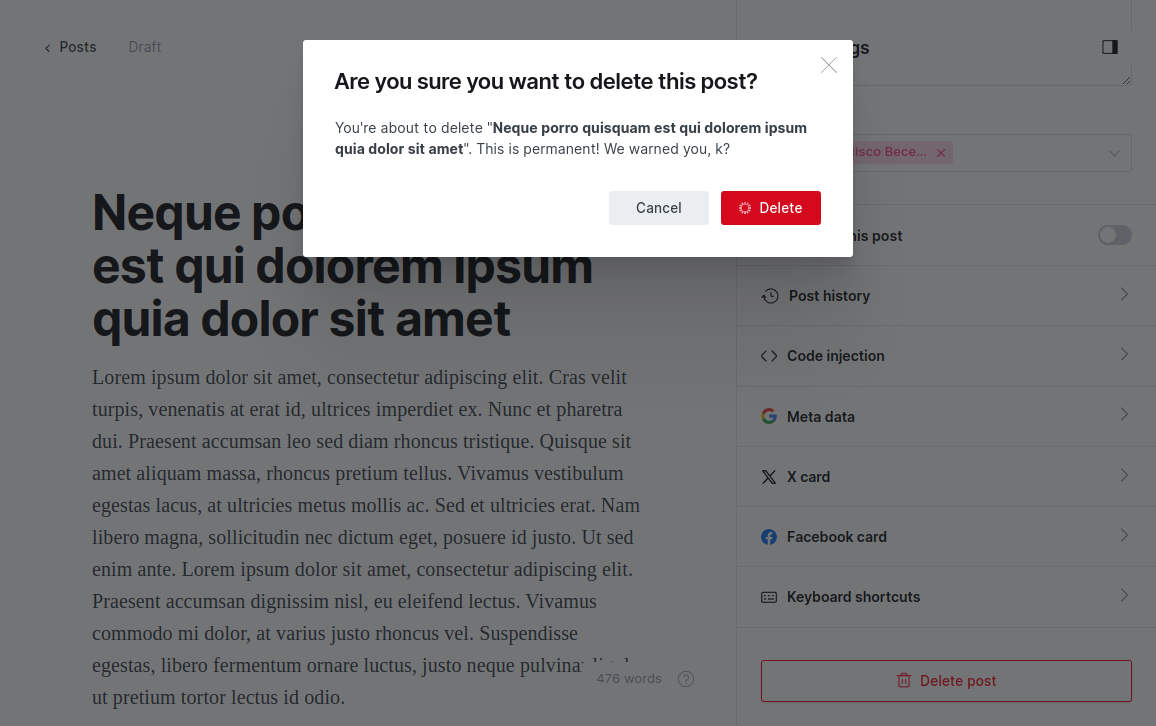 Posts
Draft
Are you sure you want to delete this post?
You're about to delete "Neque porro quisquam est qui dolorem ipsum
quia dolor sit amet". This is permanent! We warned you, k?
Cancel
Delete
Neque
est qui dolorem ipsum
quia dolor sit amet
Lorem ipsum dolor sit amet, consectetur adipiscing elit. Cras velit
turpis, venenatis at erat id, ultrices imperdiet ex. Nunc et pharetra
dui. Praesent accumsan leo sed diam rhoncus tristique. Quisque sit
amet aliquam massa, rhoncus pretium tellus. Vivamus vestibulum
egestas lacus, at ultricies metus mollis ac. Sed et ultricies erat. Nam
libero magna, sollicitudin nec dictum eget, posuere id justo. Ut sed
enim ante. Lorem ipsum dolor sit amet, consectetur adipiscing elit.
Praesent accumsan dignissim nisl, eu eleifend lectus. Vivamus
commodo mi dolor, at varius justo rhoncus vel. Suspendisse
egestas, libero fermentum ornare luctus, justo neque
ut pretium tortor lectus id odio.
476 words
Bece...
post
Post history
Code injection
Meta data
X card
Facebook card
Keyboard shortcuts
Delete post